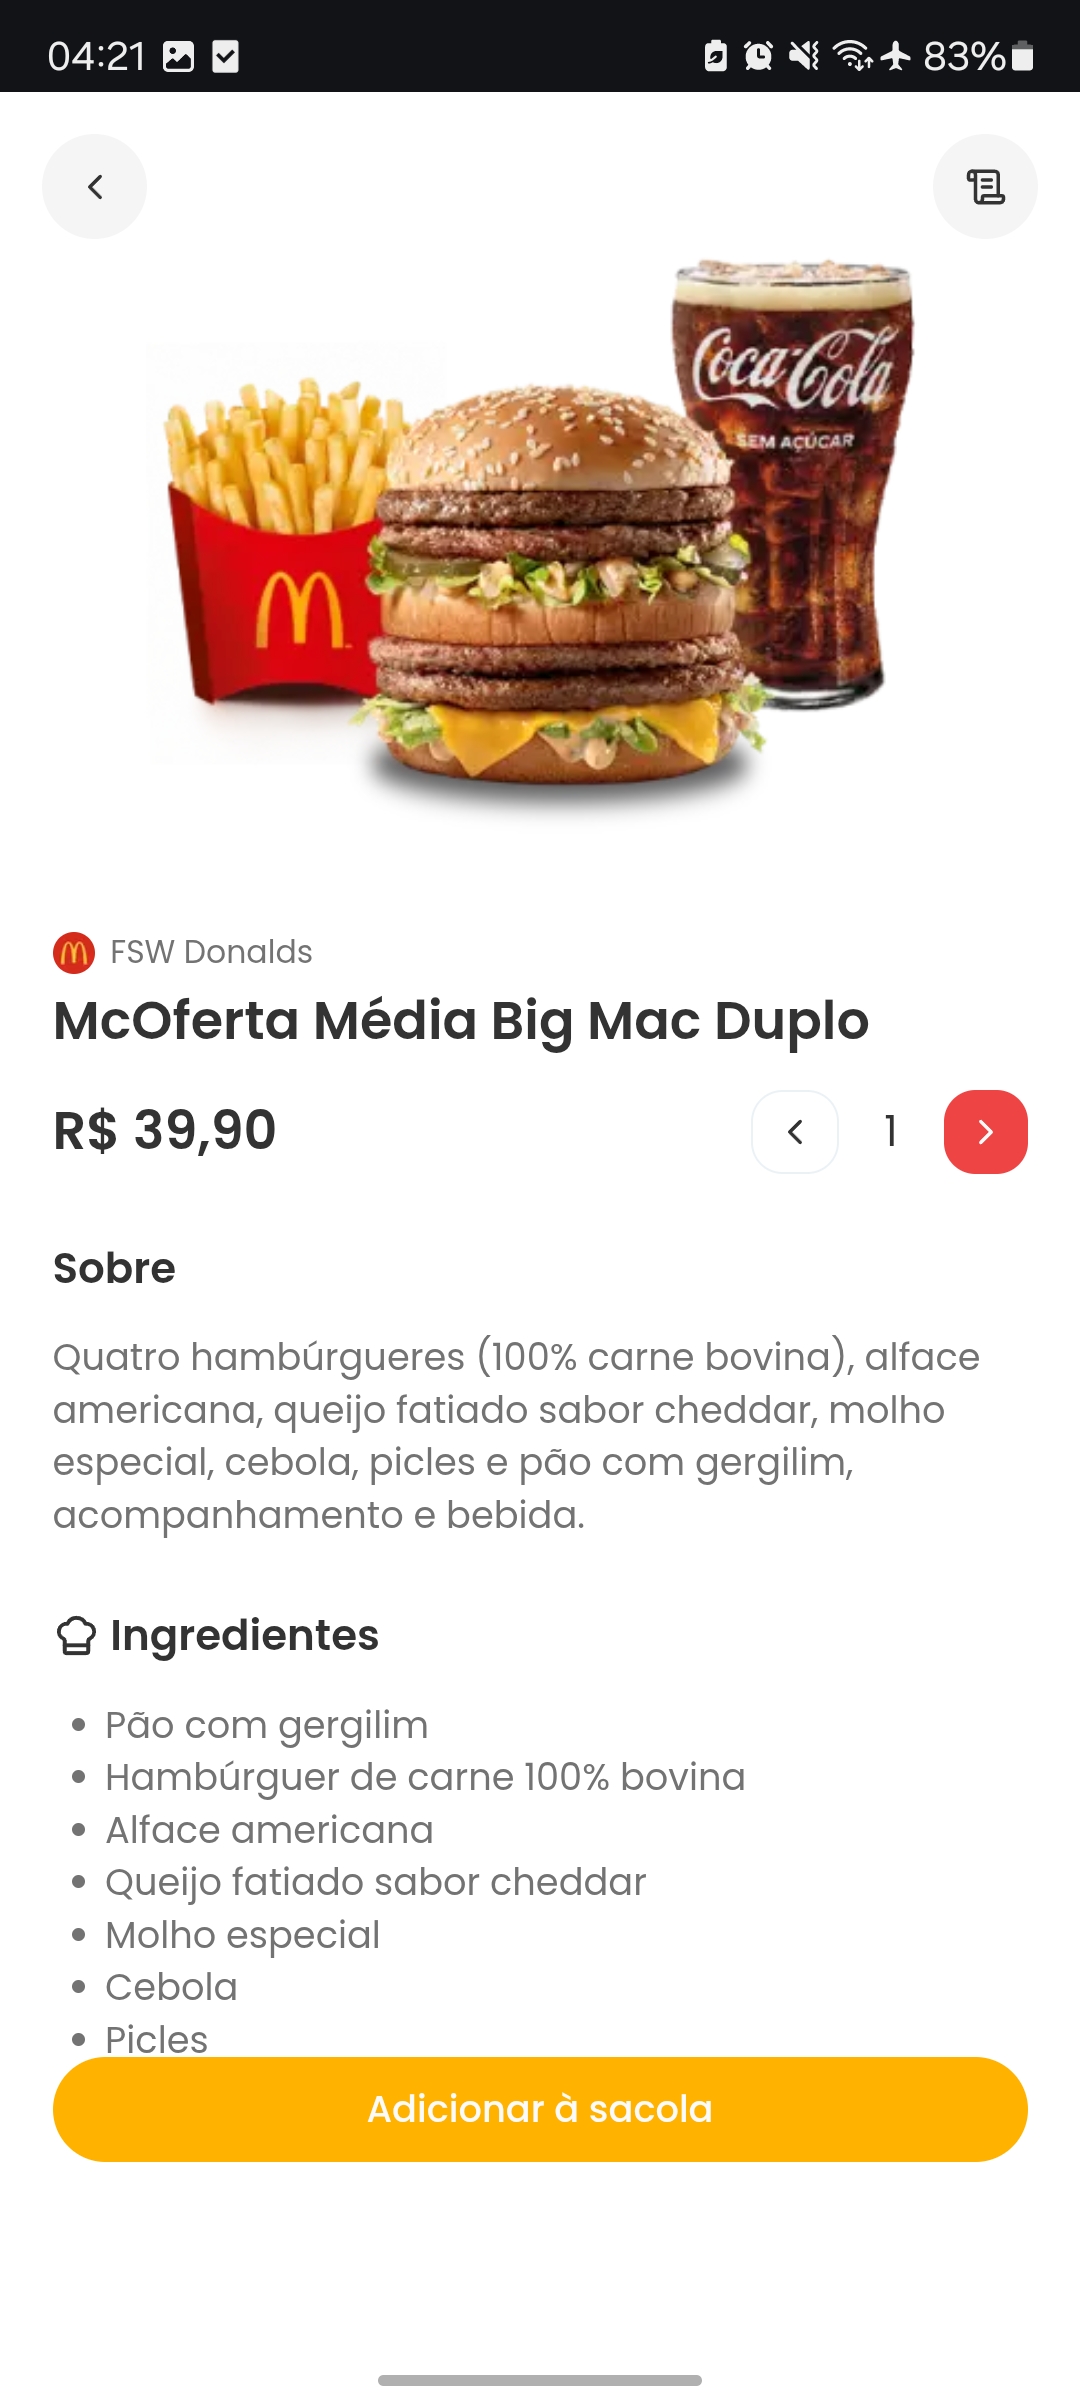 04:21
83%
Coca-Cola
SEM AÇÚCAR
FSW Donalds
McOferta Média Big Mac Duplo
R$ 39,90
1
Sobre
Quatro hambúrgueres (100% carne bovina), alface
americana, queijo fatiado sabor cheddar, molho
especial, cebola, picles e pão com gergilim,
acompanhamento e bebida.
Ingredientes
• Pão com gergilim
• Hambúrguer de carne 100% bovina
• Alface americana
• Queijo fatiado sabor cheddar
• Molho especial
• Cebola
• Picles
Adicionar à sacola